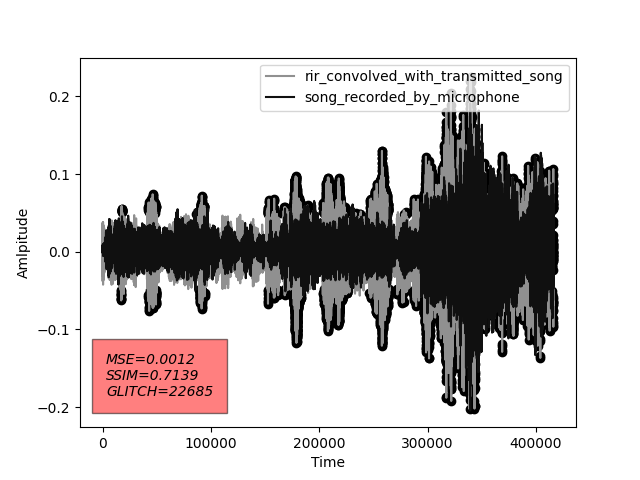 rir_convolved_with_transmitted_song
song_recorded_by_microphone
0.2
0.1
0.0
−0.1
−0.2
Amlpitude
MSE=0.0012
SSIM=0.7139
GLITCH=22685
0 100000 200000 300000 400000
Time